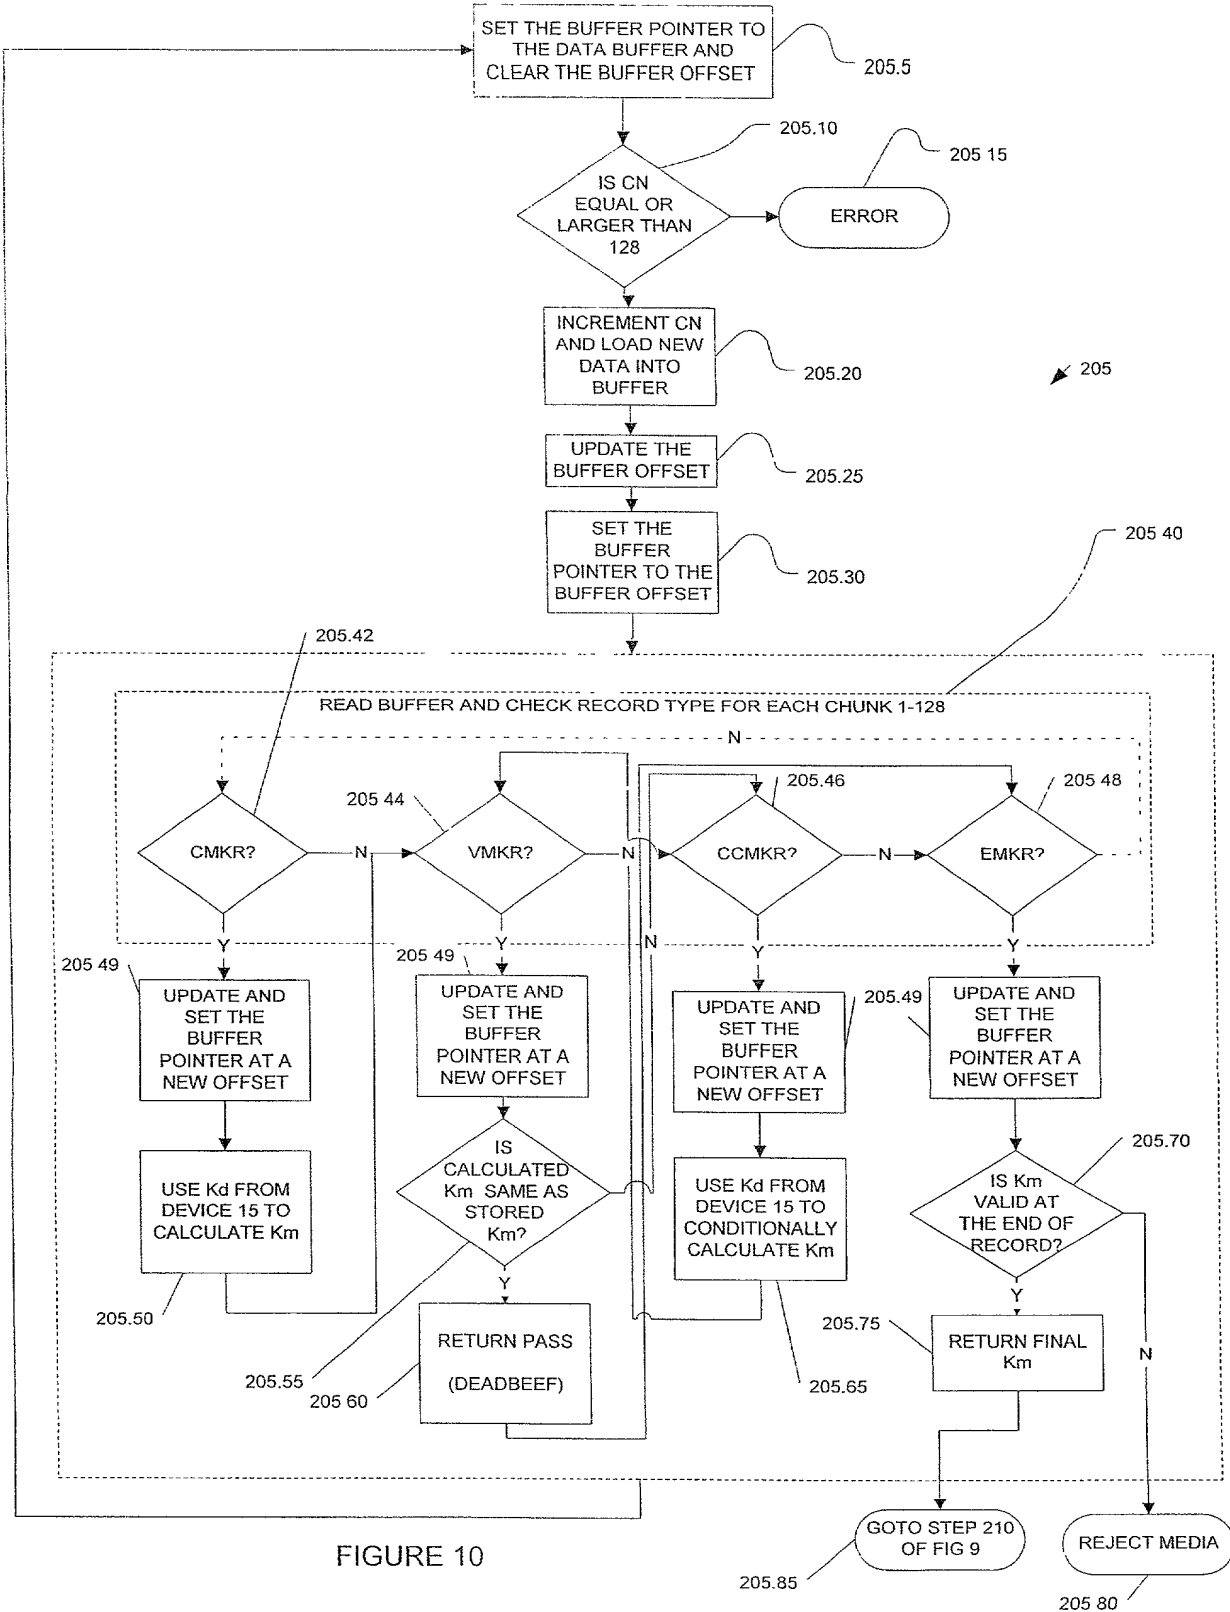 SET THE BUFFER POINTER TO
THE DATA BUFFER AND
CLEAR THE BUFFER OFFSET
205.5
205.10
205 15
IS CN
EQUAL OR
LARGER THAN
128
ERROR
INCREMENT CN
AND LOAD NEW
DATA INTO
BUFFER
205.20
205
UPDATE THE
BUFFER OFFSET
205.25
SET THE
BUFFER
POINTER TO THE
BUFFER OFFSET
205.30
205 40
205.42
READ BUFFER AND CHECK RECORD TYPE FOR EACH CHUNK 1-128
N
205 44
205.46
205 48
CMKR?
N
VMKR?
N
CCMKR?
N
EMKR?
Y
Y
N
Y
Y
205 49
UPDATE AND
SET THE
BUFFER
POINTER AT A
NEW OFFSET
205 49
UPDATE AND
SET THE
BUFFER
POINTER AT A
NEW OFFSET
UPDATE AND
SET THE
BUFFER
POINTER AT A
NEW OFFSET
205.49
UPDATE AND
SET THE
BUFFER
POINTER AT A
NEW OFFSET
USE Kd FROM
DEVICE 15 TO
CALCULATE Km
205.50
IS
CALCULATED
Km SAME AS
STORED
Km?
205.55
Y
USE Kd FROM
DEVICE 15 TO
CONDITIONALLY
CALCULATE Km
205.65
205.70
IS Km
VALID AT
THE END OF
RECORD?
Y
N
RETURN PASS
(DEADBEEF)
205 60
205.75
RETURN FINAL
Km
GOTO STEP 210
OF FIG 9
205.85
REJECT MEDIA
205 80
FIGURE 10